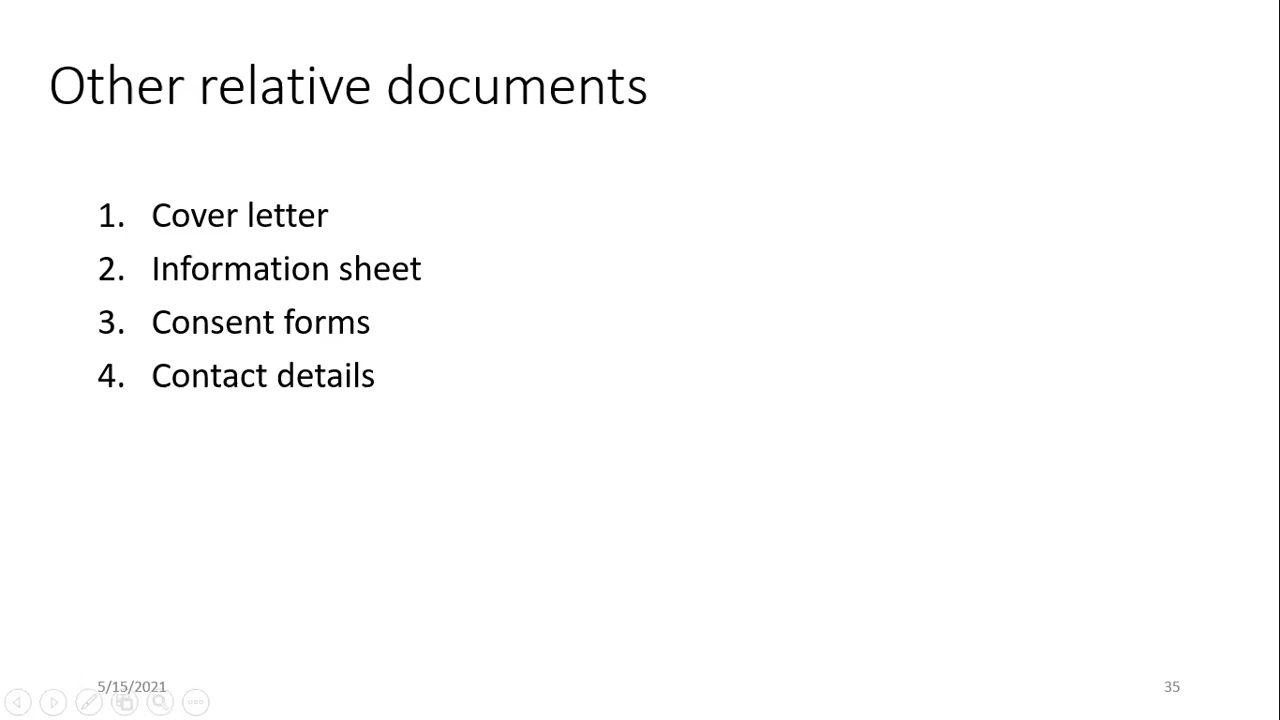 Other relative documents
1. Cover letter
2. Information sheet
3. Consent forms
4. Contact details
5/15/2021
35